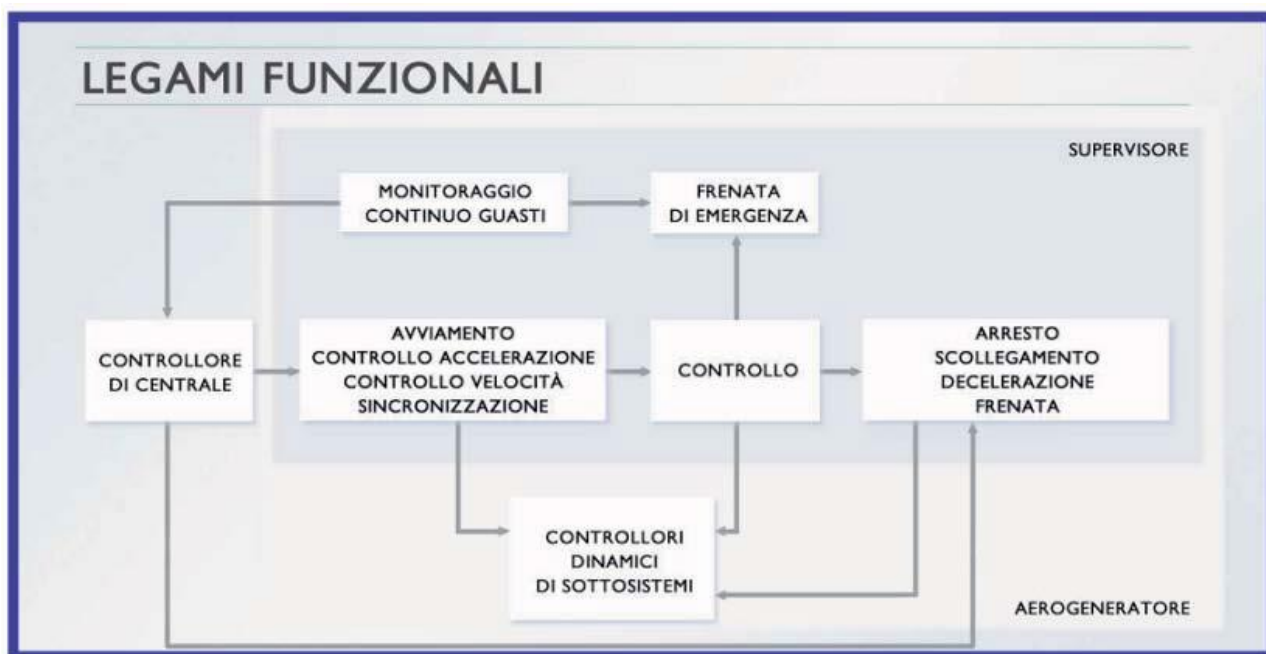 LEGAMI FUNZIONALI
SUPERVISORE
MONITORAGGIO
CONTINUO GUASTI
FRENATA
DI EMERGENZA
CONTROLLORE
DI CENTRALE
AVVIAMENTO
CONTROLLO ACCELERAZIONE
CONTROLLO VELOCITÀ
SINCRONIZZAZIONE
CONTROLLO
ARRESTO
SCOLLEGAMENTO
DECELERAZIONE
FRENATA
CONTROLLORI
DINAMICI
DI SOTTOSISTEMI
AEROGENERATORE